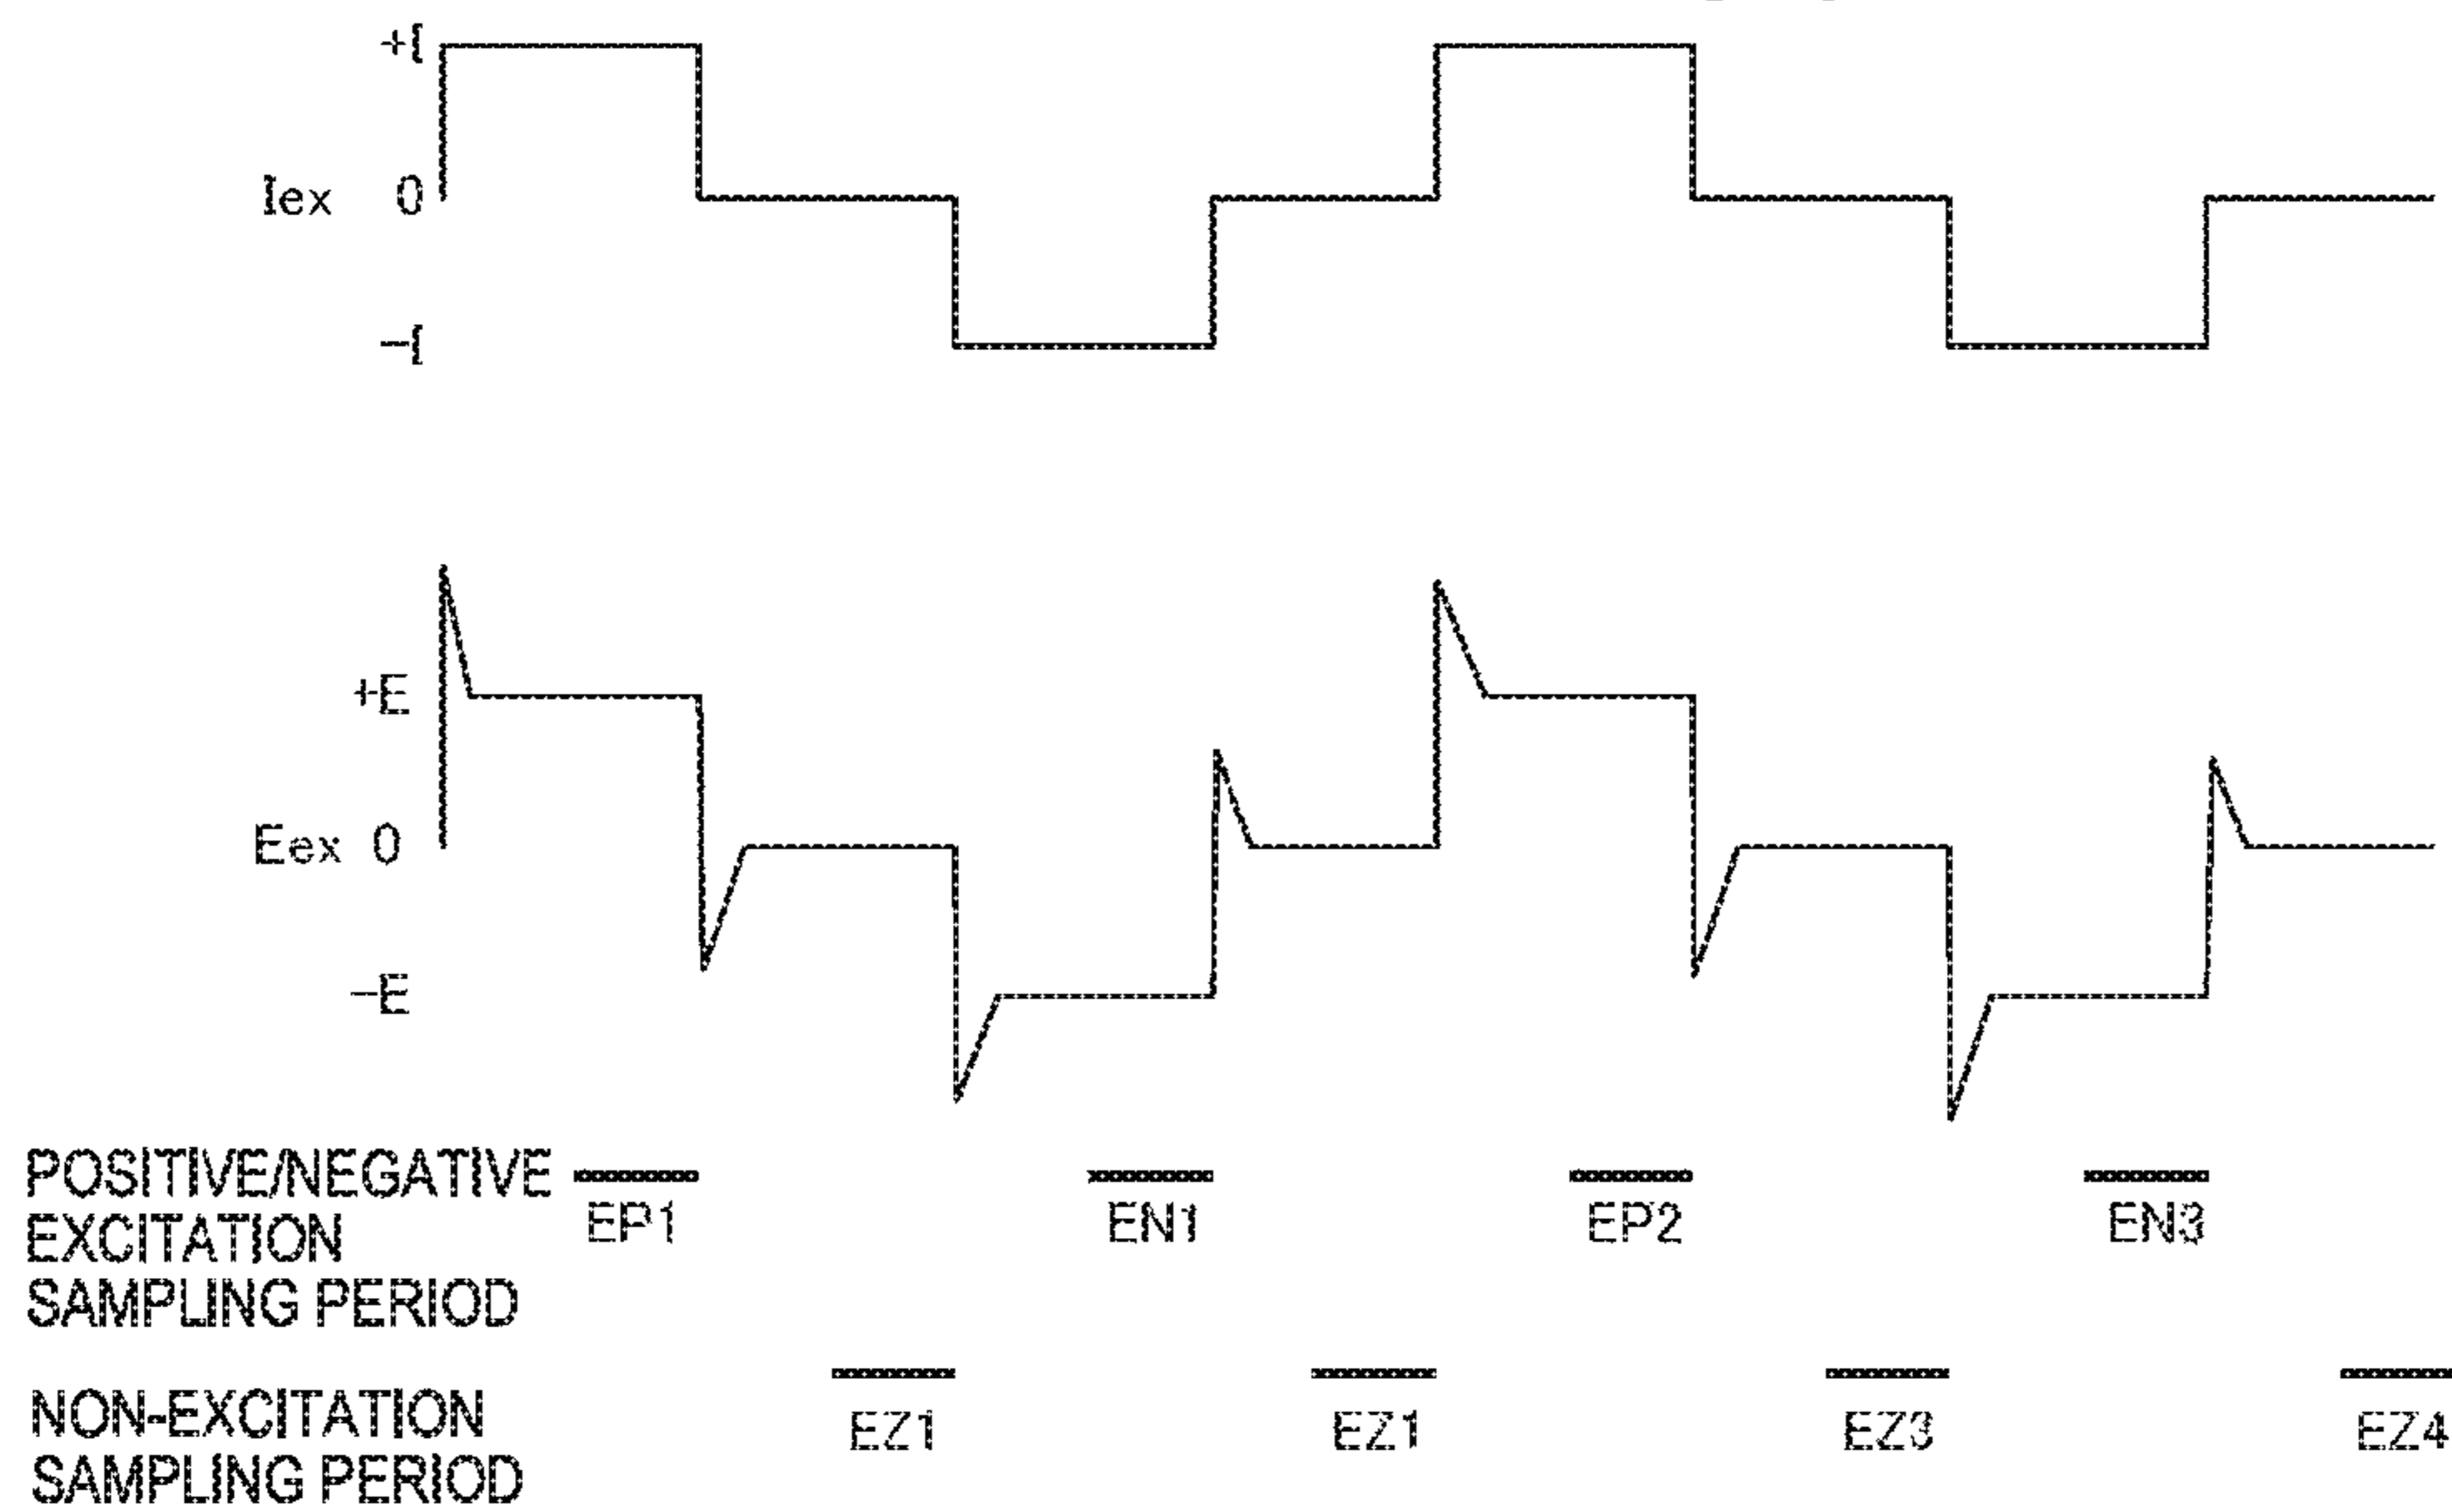 +I
Iex 0
-I
+E
Eex 0
-E
POSITIVE/NEGATIVE
EXCITATION
SAMPLING PERIOD
EP1
EN1
EP2
EN3
NON-EXCITATION
SAMPLING PERIOD
EZ1
EZ1
EZ3
EZ4